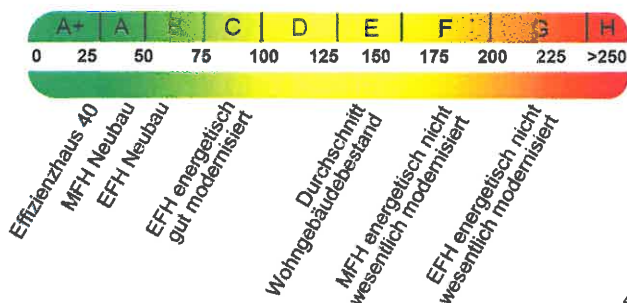 A+ A B C D E F G H
0 25 50 75 100 125 150 175 200 225 >250
Effizienzhaus 40
MFH Neubau
EFH Neubau
EFH energetisch
gut modernisiert
Durchschnitt
Wohngebäudebestand
MFH energetisch nicht
wesentlich modernisiert
EFH energetisch nicht
wesentlich modernisiert